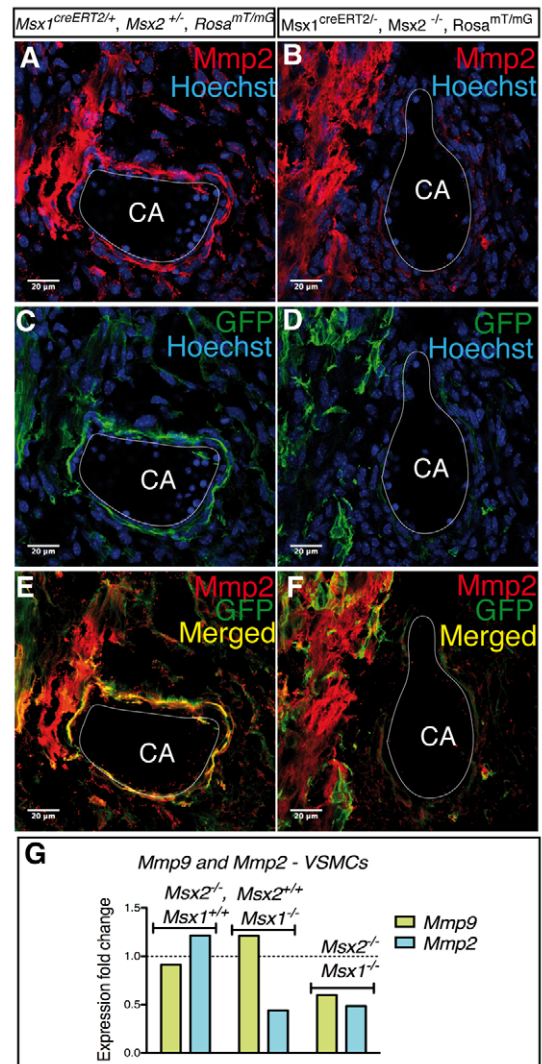 Msx1creERT2/+, Msx2 +/-, RosamT/mG
Msx1creERT2/-, Msx2 -/-, RosamT/mG
A
Mmp2
Hoechst
CA
20 µm
B
Mmp2
Hoechst
CA
20 µm
C
GFP
Hoechst
CA
20 µm
D
GFP
Hoechst
CA
20 µm
E
Mmp2
GFP
Merged
CA
20 µm
F
Mmp2
GFP
Merged
CA
20 µm
G
Mmp9 and Mmp2 - VSMCs
Msx2-/-,
Msx1+/+
Msx2+/+
Msx1-/-
Msx2-/-
Msx1-/-
Mmp9
Mmp2
Expression fold change
1.5
1.0
0.5
0.0